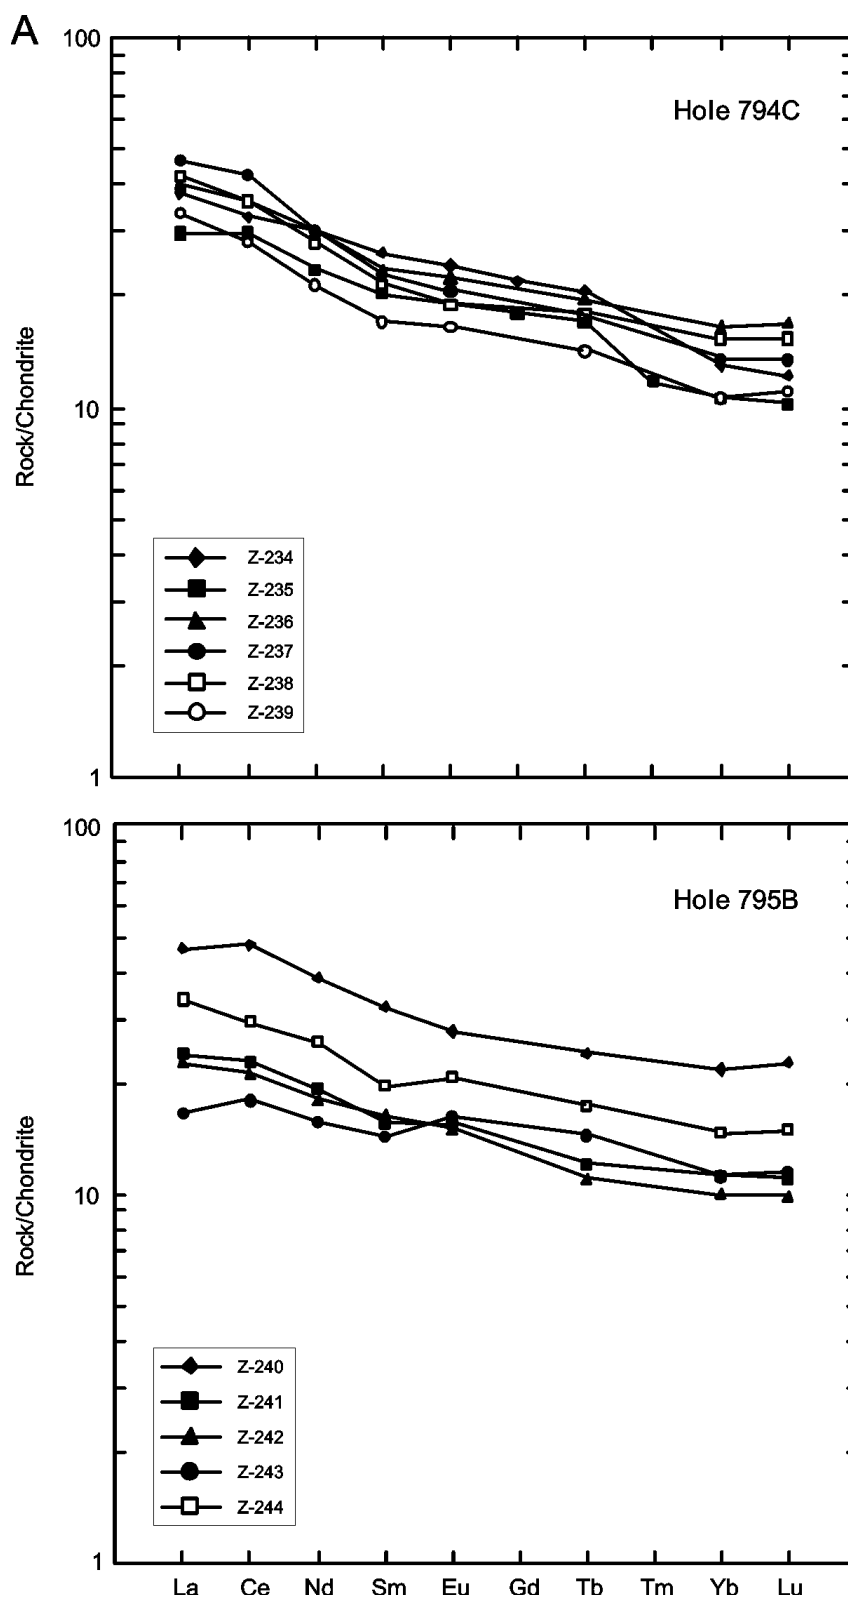 A
100
Hole 794C
10
Rock/Chondrite
Z-234
Z-235
Z-236
Z-237
Z-238
Z-239
1
100
Hole 795B
10
Rock/Chondrite
Z-240
Z-241
Z-242
Z-243
Z-244
1
La Ce Nd Sm Eu Gd Tb Tm Yb Lu